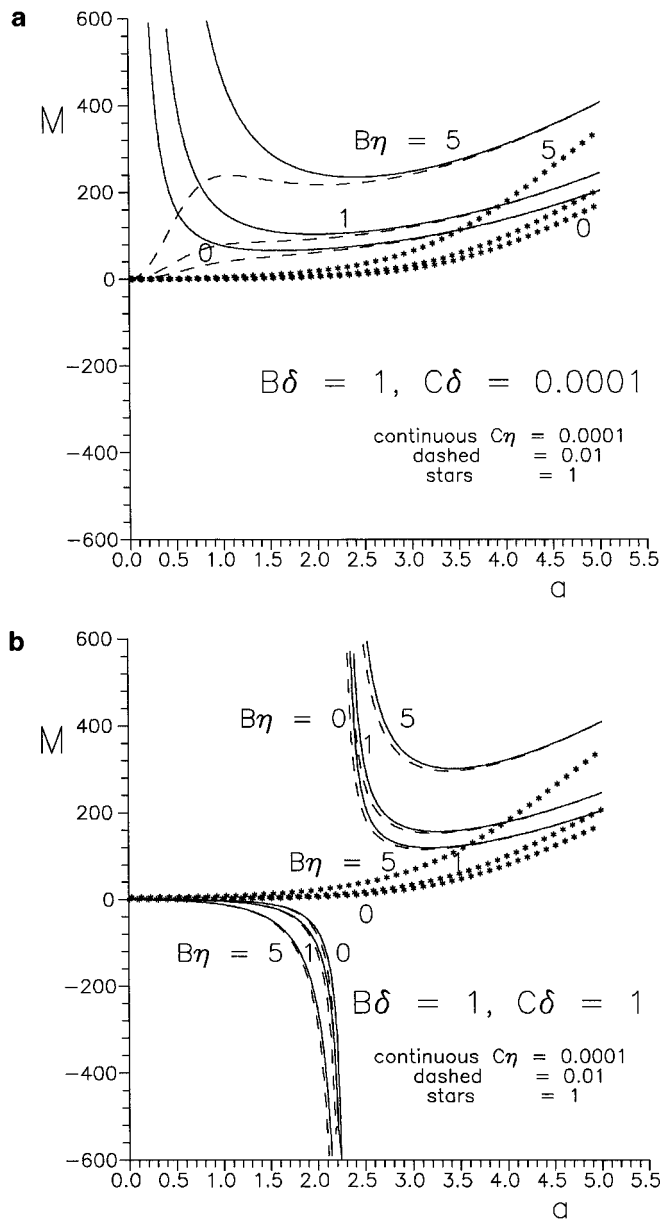 a
600
M
400
Bη = 5
5
200
1
0
0
0
−200
Bδ = 1, Cδ = 0.0001
−400
continuous Cη = 0.0001
dashed = 0.01
stars = 1
−600
0.0 0.5 1.0 1.5 2.0 2.5 3.0 3.5 4.0 4.5 5.0 5.5
a
b
600
M
Bη = 0
5
1
400
200
Bη = 5
1
0
0
Bη = 5 1 0
−200
Bδ = 1, Cδ = 1
−400
continuous Cη = 0.0001
dashed = 0.01
stars = 1
−600
0.0 0.5 1.0 1.5 2.0 2.5 3.0 3.5 4.0 4.5 5.0 5.5
a